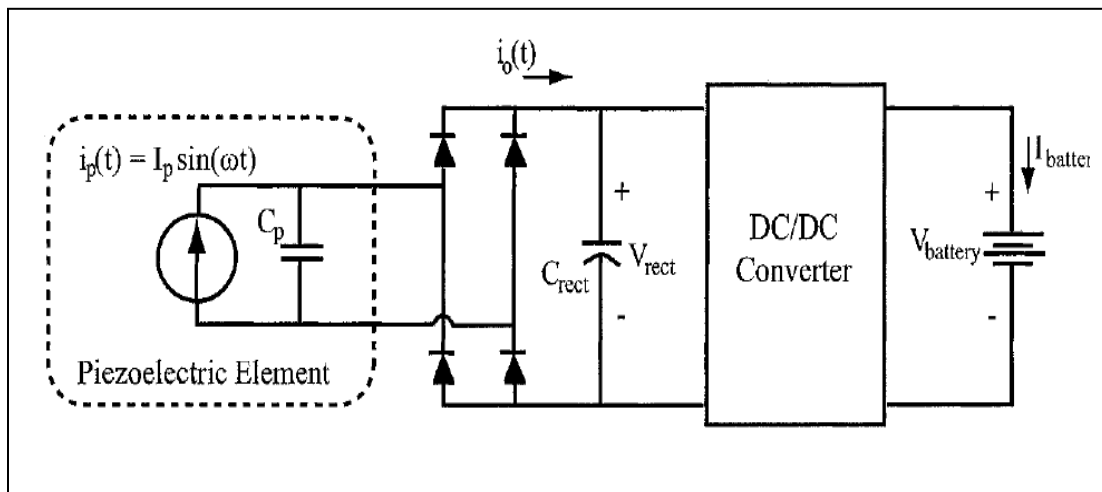 i_o(t)
i_p(t) = I_p sin(ωt)
C_p
Piezoelectric Element
+
C_rect
V_rect
-
DC/DC
Converter
I_batter
+
V_battery
-